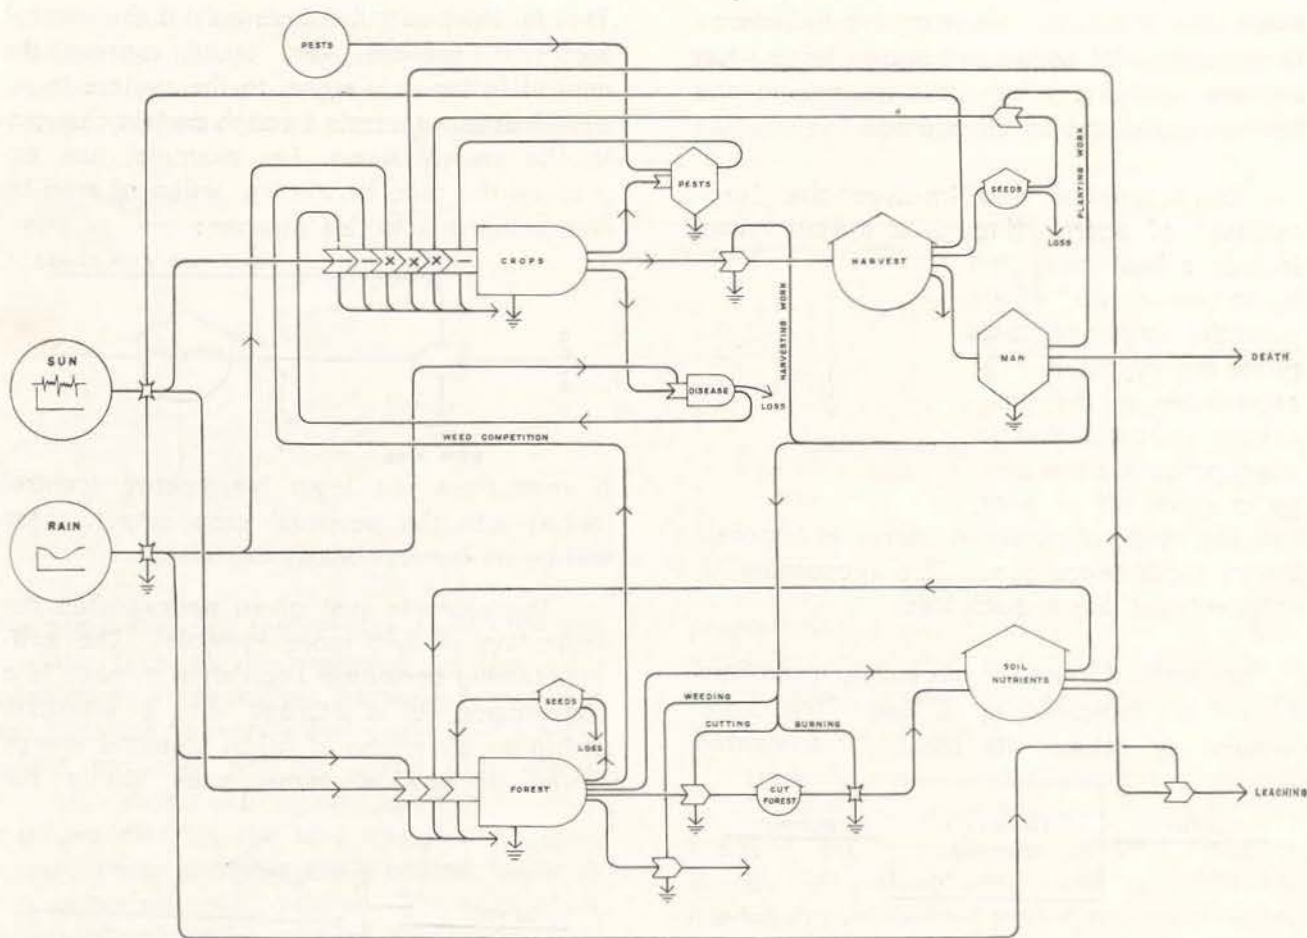 PESTS
PLANTING WORK
PESTS
SEEDS
LOSS
CROPS
HARVEST
HARVESTING WORK
SUN
MAN
DEATH
DISEASE
LOSS
WEED COMPETITION
RAIN
SOIL
NUTRIENTS
WEEDING
SEEDS
CUTTING
BURNING
LOSS
FOREST
CUT
FOREST
LEACHING